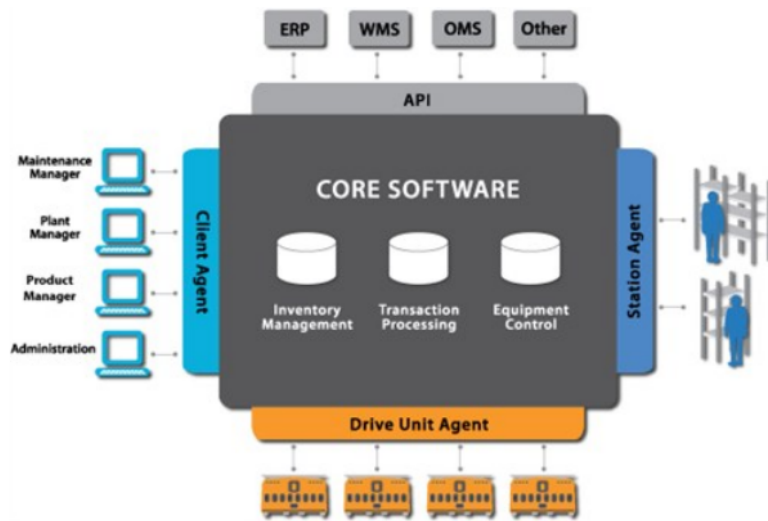 ERP
WMS
OMS
Other
API
Maintenance
Manager
Plant
Manager
Product
Manager
Administration
Client Agent
CORE SOFTWARE
Inventory
Management
Transaction
Processing
Equipment
Control
Station Agent
Drive Unit Agent